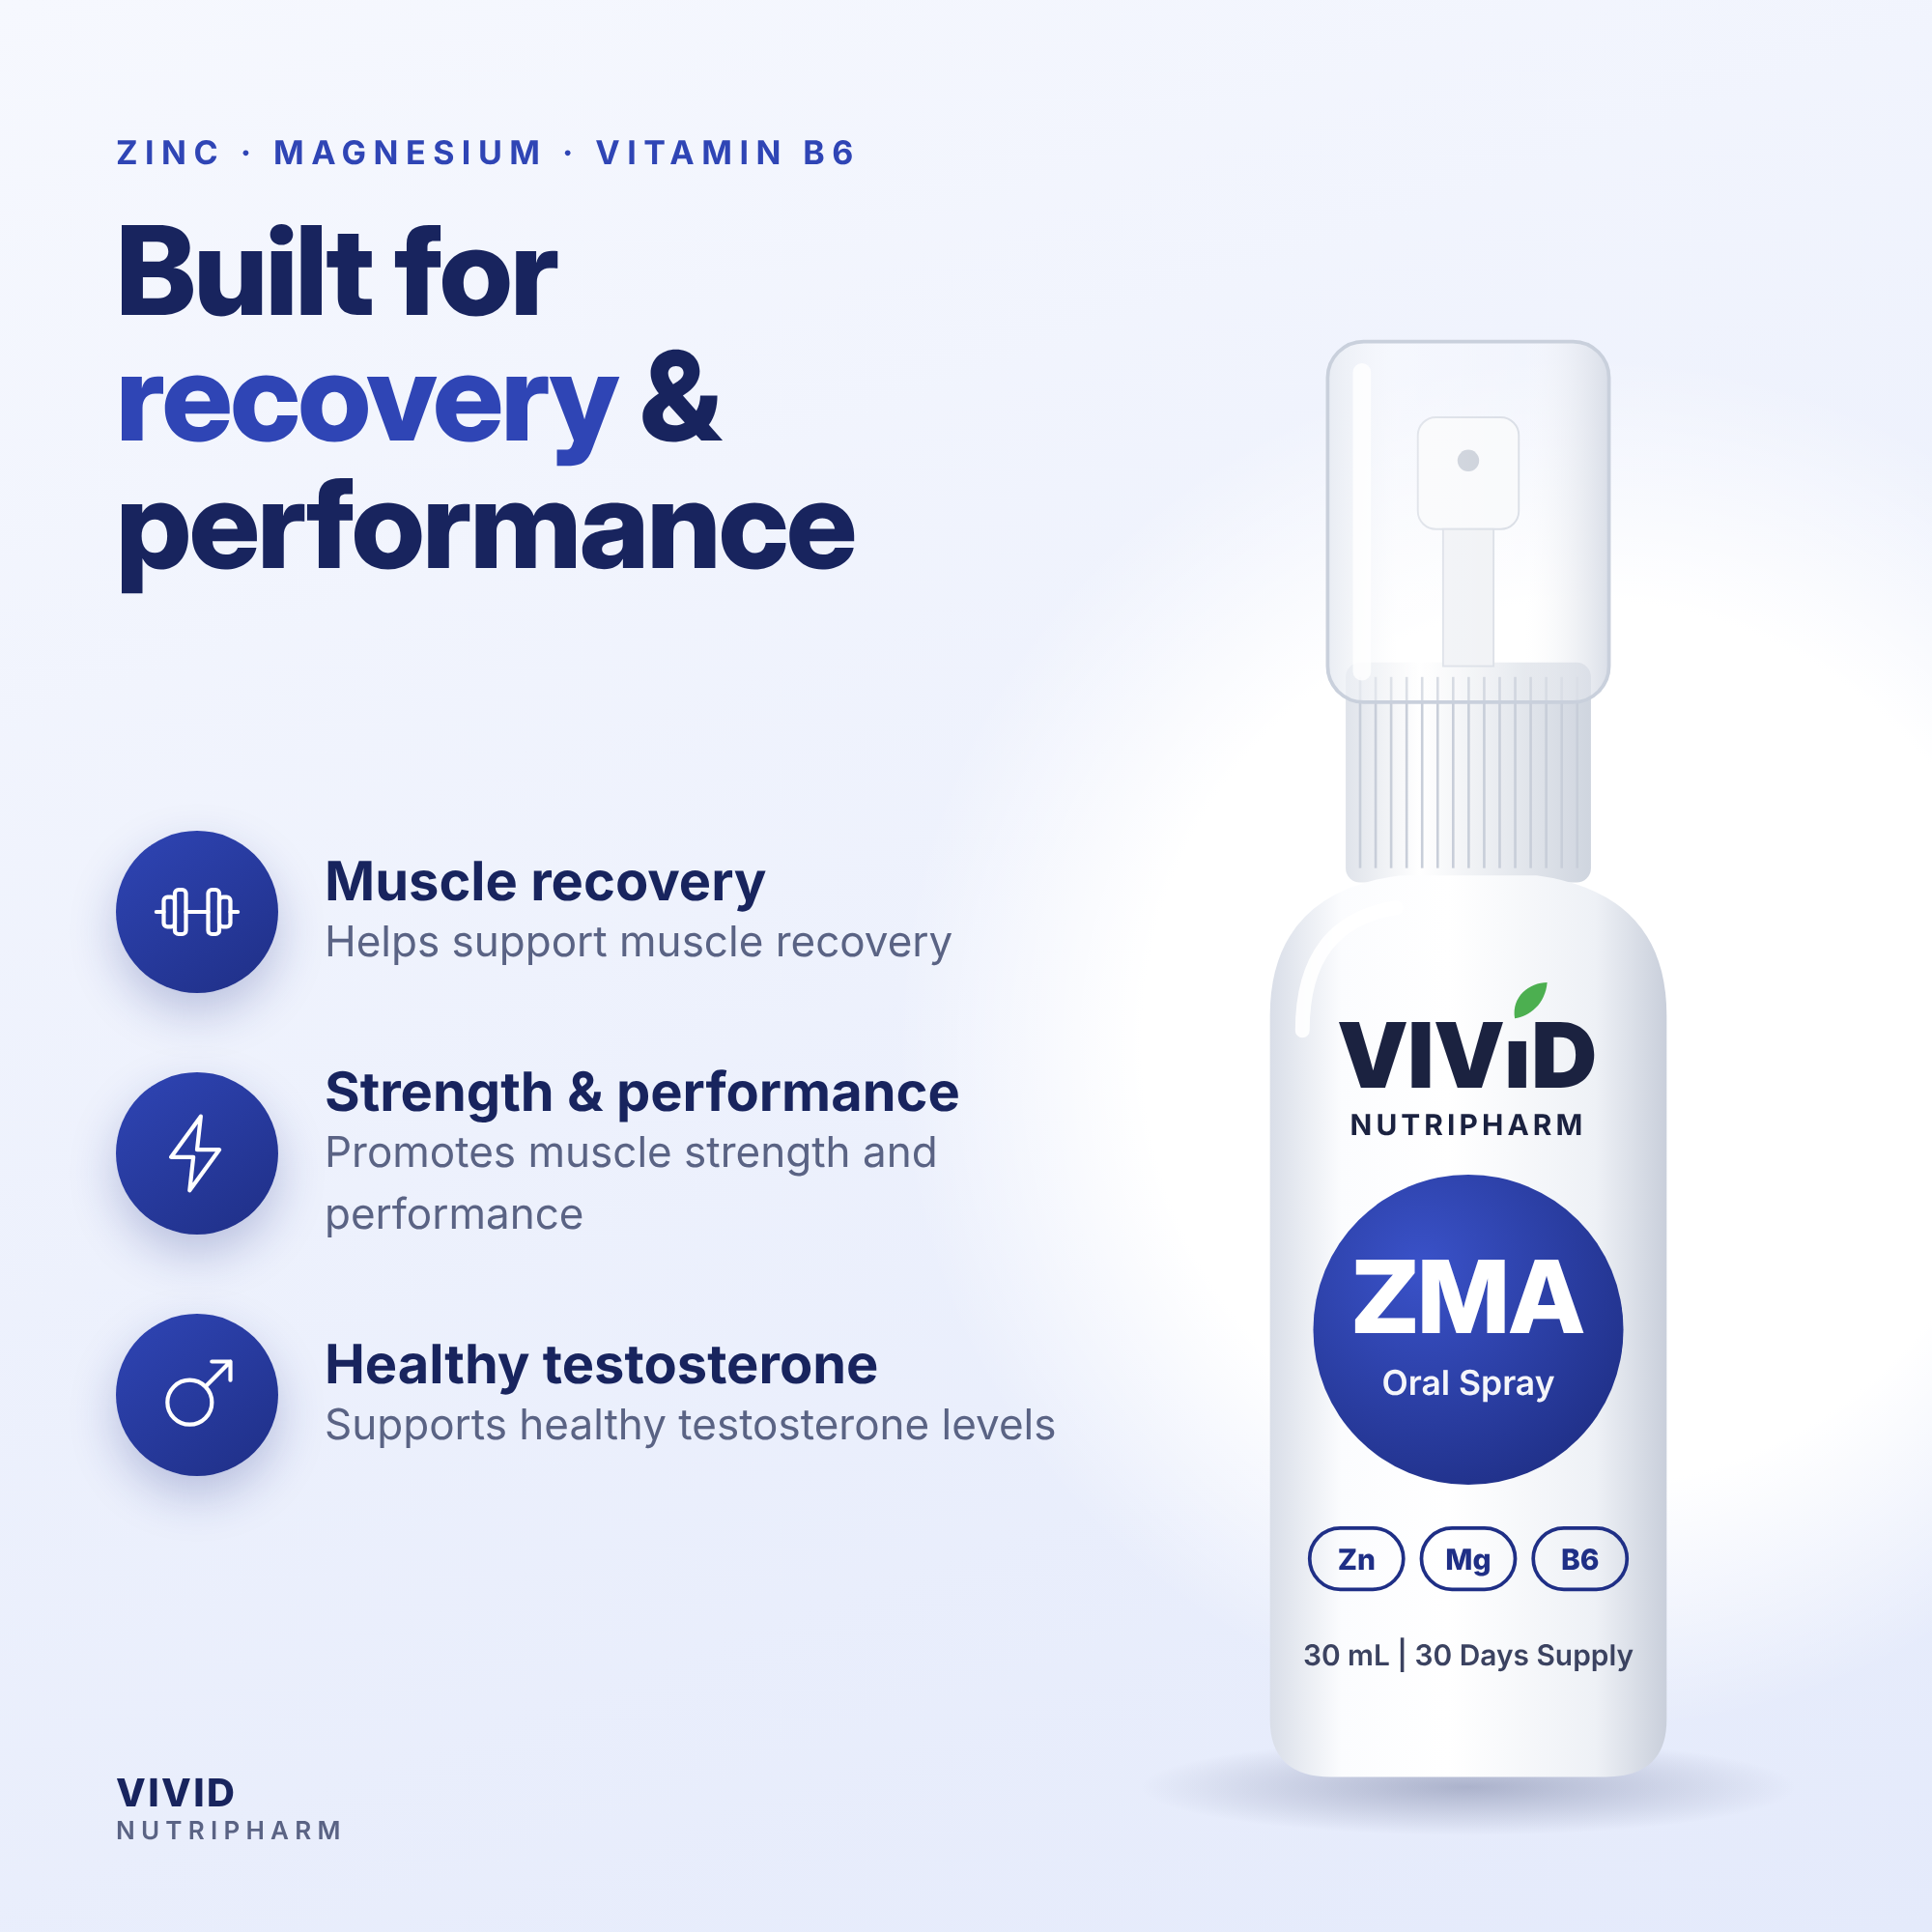 ZINC · MAGNESIUM · VITAMIN B6
Built for
recovery &
performance
Muscle recovery
Helps support muscle recovery
Strength & performance
Promotes muscle strength and
performance
Healthy testosterone
Supports healthy testosterone levels
VIVID
NUTRIPHARM
VIViD
NUTRIPHARM
ZMA
Oral Spray
Zn Mg B6
30 mL | 30 Days Supply